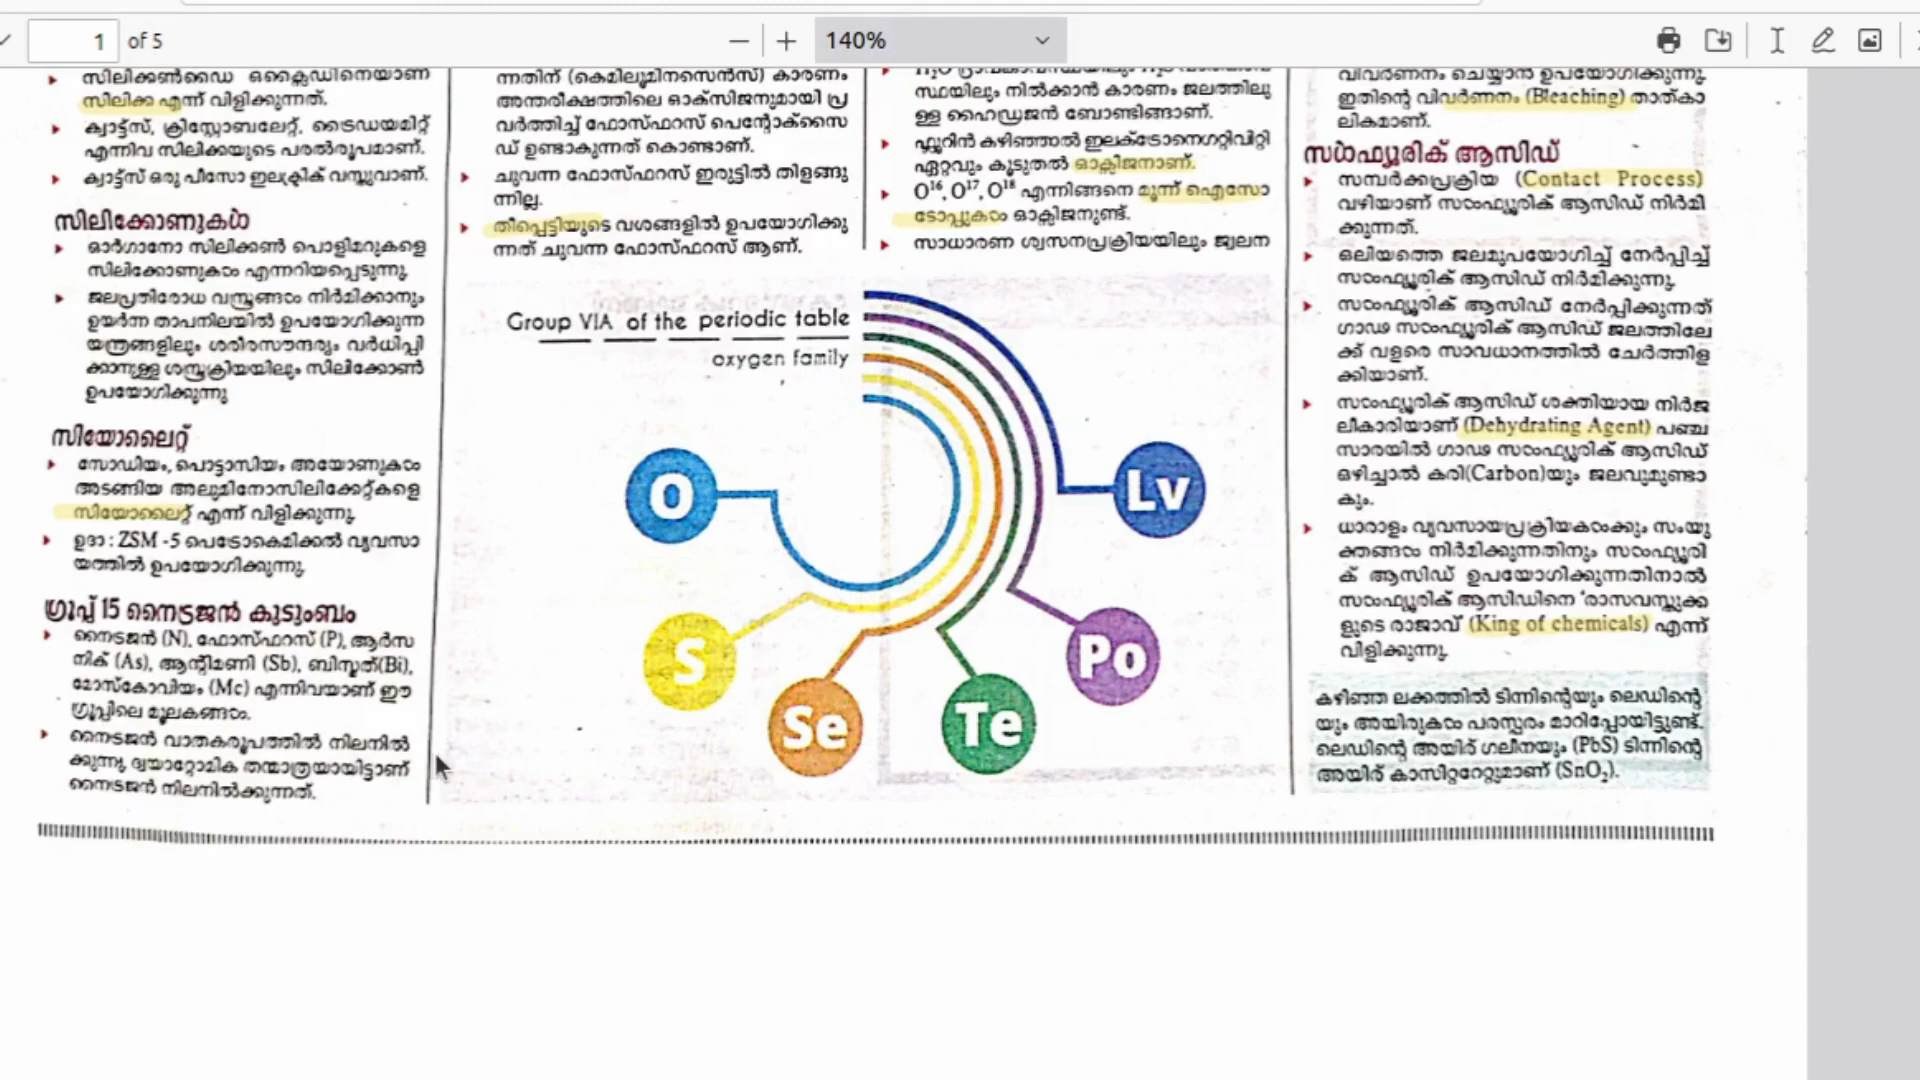 1 of 5
140%
സിലിക്കൺഡൈ ഓക്സൈഡിനെയാണ്
സിലിക്ക എന്ന് വിളിക്കുന്നത്.
ക്വാട്ട്സ്, ക്രിസ്റ്റോബലേറ്റ്, ട്രൈഡയമിറ്റ്
എന്നിവ സിലിക്കയുടെ പരൽരൂപമാണ്.
ക്വാട്ട്സ് ഒരു പീസോ ഇലക്ട്രിക് വസ്തുവാണ്.
സിലിക്കോണുകൾ
ഓർഗാനോ സിലിക്കൺ പൊളിമറുകളെ
സിലിക്കോണുകൾ എന്നറിയപ്പെടുന്നു.
ജലപ്രതിരോധ വസ്തുക്കൾ നിർമിക്കാനും
ഉയർന്ന താപനിലയിൽ ഉപയോഗിക്കുന്ന
യന്ത്രങ്ങളിലും ശരീരസൗന്ദര്യം വർധിപ്പി
ക്കാനുള്ള ശസ്ത്രക്രിയയിലും സിലിക്കോൺ
ഉപയോഗിക്കുന്നു
സിയോലൈറ്റ്
സോഡിയം, പൊട്ടാസിയം അയോണുകൾ
അടങ്ങിയ അലുമിനോസിലിക്കേറ്റ്കളെ
സിയോലൈറ്റ് എന്ന് വിളിക്കുന്നു.
ഉദാ : ZSM -5 പെട്രോകെമിക്കൽ വ്യവസാ
യത്തിൽ ഉപയോഗിക്കുന്നു.
ഗ്രൂപ്പ് 15 നൈട്രജൻ കുടുംബം
നൈട്രജൻ (N), ഫോസ്ഫറസ് (P), ആർസ
നിക് (As), ആന്റിമണി (Sb), ബിസ്മത്(Bi),
മോസ്കോവിയം (Mc) എന്നിവയാണ് ഈ
ഗ്രൂപ്പിലെ മൂലകങ്ങൾ.
നൈട്രജൻ വാതകരൂപത്തിൽ നിലനിൽ
ക്കുന്നു. ദ്വയാറ്റോമിക തന്മാത്രയായിട്ടാണ്
നൈട്രജൻ നിലനിൽക്കുന്നത്.
ന്നതിന് (കെമിലൂമിനസെൻസ്) കാരണം
അന്തരീക്ഷത്തിലെ ഓക്സിജനുമായി പ്ര
വർത്തിച്ച് ഫോസ്ഫറസ് പെന്റോക്സൈ
ഡ് ഉണ്ടാകുന്നത് കൊണ്ടാണ്.
ചുവന്ന ഫോസ്ഫറസ് ഇരുട്ടിൽ തിളങ്ങു
ന്നില്ല.
തീപ്പെട്ടിയുടെ വശങ്ങളിൽ ഉപയോഗിക്കു
ന്നത് ചുവന്ന ഫോസ്ഫറസ് ആണ്.
സ്ഥയിലും നിൽക്കാൻ കാരണം ജലത്തിലു
ള്ള ഹൈഡ്രജൻ ബോണ്ടിങ്ങാണ്.
ഫ്ലൂറിൻ കഴിഞ്ഞാൽ ഇലക്ട്രോനെഗറ്റിവിറ്റി
ഏറ്റവും കൂടുതൽ ഓക്സിജനാണ്.
O¹⁶, O¹⁷, O¹⁸ എന്നിങ്ങനെ മൂന്ന് ഐസോ
ടോപ്പുകൾ ഓക്സിജനുണ്ട്.
സാധാരണ ശ്വസനപ്രക്രിയയിലും ജ്വലന
Group VIA of the periodic table
oxygen family
O
S
Se
Te
Po
Lv
വിവർണനം ചെയ്യാൻ ഉപയോഗിക്കുന്നു.
ഇതിന്റെ വിവർണനം (Bleaching) താത്കാ
ലികമാണ്.
സൾഫ്യൂരിക് ആസിഡ്
സമ്പർക്കപ്രക്രിയ (Contact Process)
വഴിയാണ് സൾഫ്യൂരിക് ആസിഡ് നിർമി
ക്കുന്നത്.
ഒലിയത്തെ ജലമുപയോഗിച്ച് നേർപ്പിച്ച്
സൾഫ്യൂരിക് ആസിഡ് നിർമിക്കുന്നു.
സൾഫ്യൂരിക് ആസിഡ് നേർപ്പിക്കുന്നത്
ഗാഢ സൾഫ്യൂരിക് ആസിഡ് ജലത്തിലേ
ക്ക് വളരെ സാവധാനത്തിൽ ചേർത്തിള
ക്കിയാണ്.
സൾഫ്യൂരിക് ആസിഡ് ശക്തിയായ നിർജ
ലീകാരിയാണ് (Dehydrating Agent) പഞ്ച
സാരയിൽ ഗാഢ സൾഫ്യൂരിക് ആസിഡ്
ഒഴിച്ചാൽ കരി(Carbon)യും ജലവുമുണ്ടാ
കും.
ധാരാളം വ്യവസായപ്രക്രിയകൾക്കും സംയു
ക്തങ്ങൾ നിർമിക്കുന്നതിനും സൾഫ്യൂരി
ക് ആസിഡ് ഉപയോഗിക്കുന്നതിനാൽ
സൾഫ്യൂരിക് ആസിഡിനെ 'രാസവസ്തുക്ക
ളുടെ രാജാവ് (King of chemicals) എന്ന്
വിളിക്കുന്നു.
കഴിഞ്ഞ ലക്കത്തിൽ ടിന്നിന്റെയും ലെഡിന്റെ
യും അയിരുകൾ പരസ്പരം മാറിപ്പോയിട്ടുണ്ട്.
ലെഡിന്റെ അയിര് ഗലീനയും (PbS) ടിന്നിന്റെ
അയിര് കാസിറ്ററേറ്റുമാണ് (SnO₂).